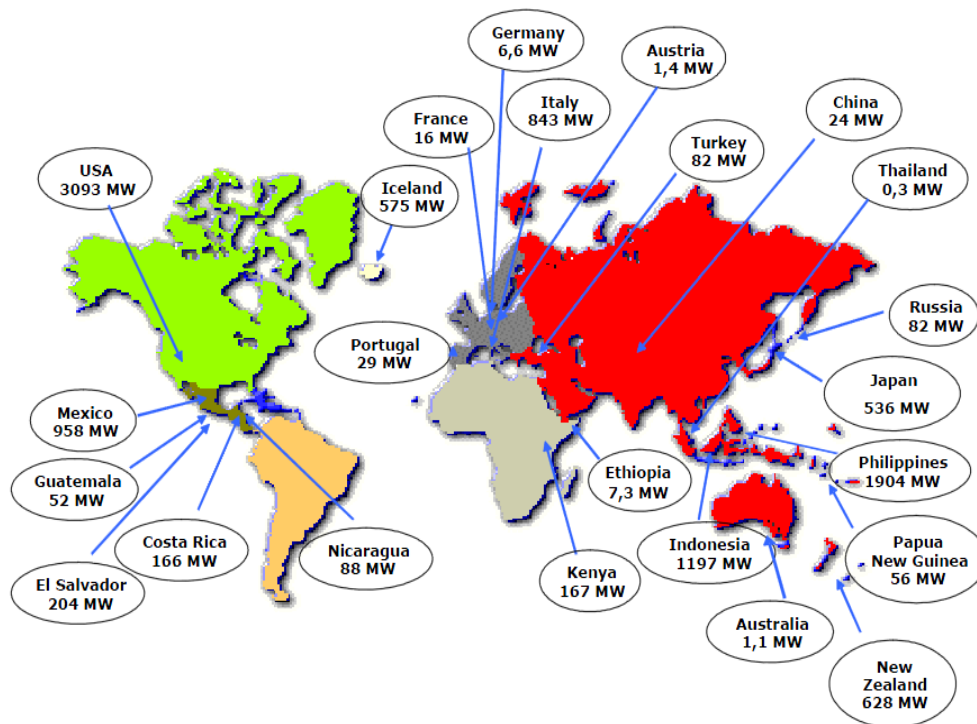 Germany
6,6 MW
Austria
1,4 MW
France
16 MW
Italy
843 MW
China
24 MW
Turkey
82 MW
USA
3093 MW
Iceland
575 MW
Thailand
0,3 MW
Russia
82 MW
Portugal
29 MW
Japan
536 MW
Mexico
958 MW
Guatemala
52 MW
Ethiopia
7,3 MW
Philippines
1904 MW
Costa Rica
166 MW
Nicaragua
88 MW
Indonesia
1197 MW
Papua
New Guinea
56 MW
El Salvador
204 MW
Kenya
167 MW
Australia
1,1 MW
New
Zealand
628 MW